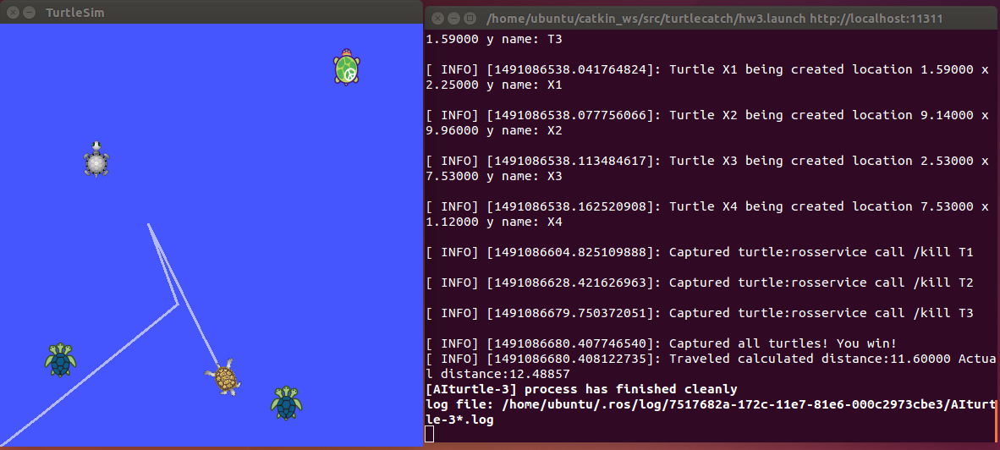 TurtleSim
/home/ubuntu/catkin_ws/src/turtlecatch/hw3.launch http://localhost:11311
1.59000 y name: T3
[ INFO] [1491086538.041764824]: Turtle X1 being created location 1.59000 x
2.25000 y name: X1
[ INFO] [1491086538.077756066]: Turtle X2 being created location 9.14000 x
9.96000 y name: X2
[ INFO] [1491086538.113484617]: Turtle X3 being created location 2.53000 x
7.53000 y name: X3
[ INFO] [1491086538.162520908]: Turtle X4 being created location 7.53000 x
1.12000 y name: X4
[ INFO] [1491086604.825109888]: Captured turtle:rosservice call /kill T1
[ INFO] [1491086628.421626963]: Captured turtle:rosservice call /kill T2
[ INFO] [1491086679.750372051]: Captured turtle:rosservice call /kill T3
[ INFO] [1491086680.407746540]: Captured all turtles! You win!
[ INFO] [1491086680.408122735]: Traveled calculated distance:11.60000 Actua
l distance:12.48857
[AIturtle-3] process has finished cleanly
log file: /home/ubuntu/.ros/log/7517682a-172c-11e7-81e6-000c2973cbe3/AIturt
le-3*.log